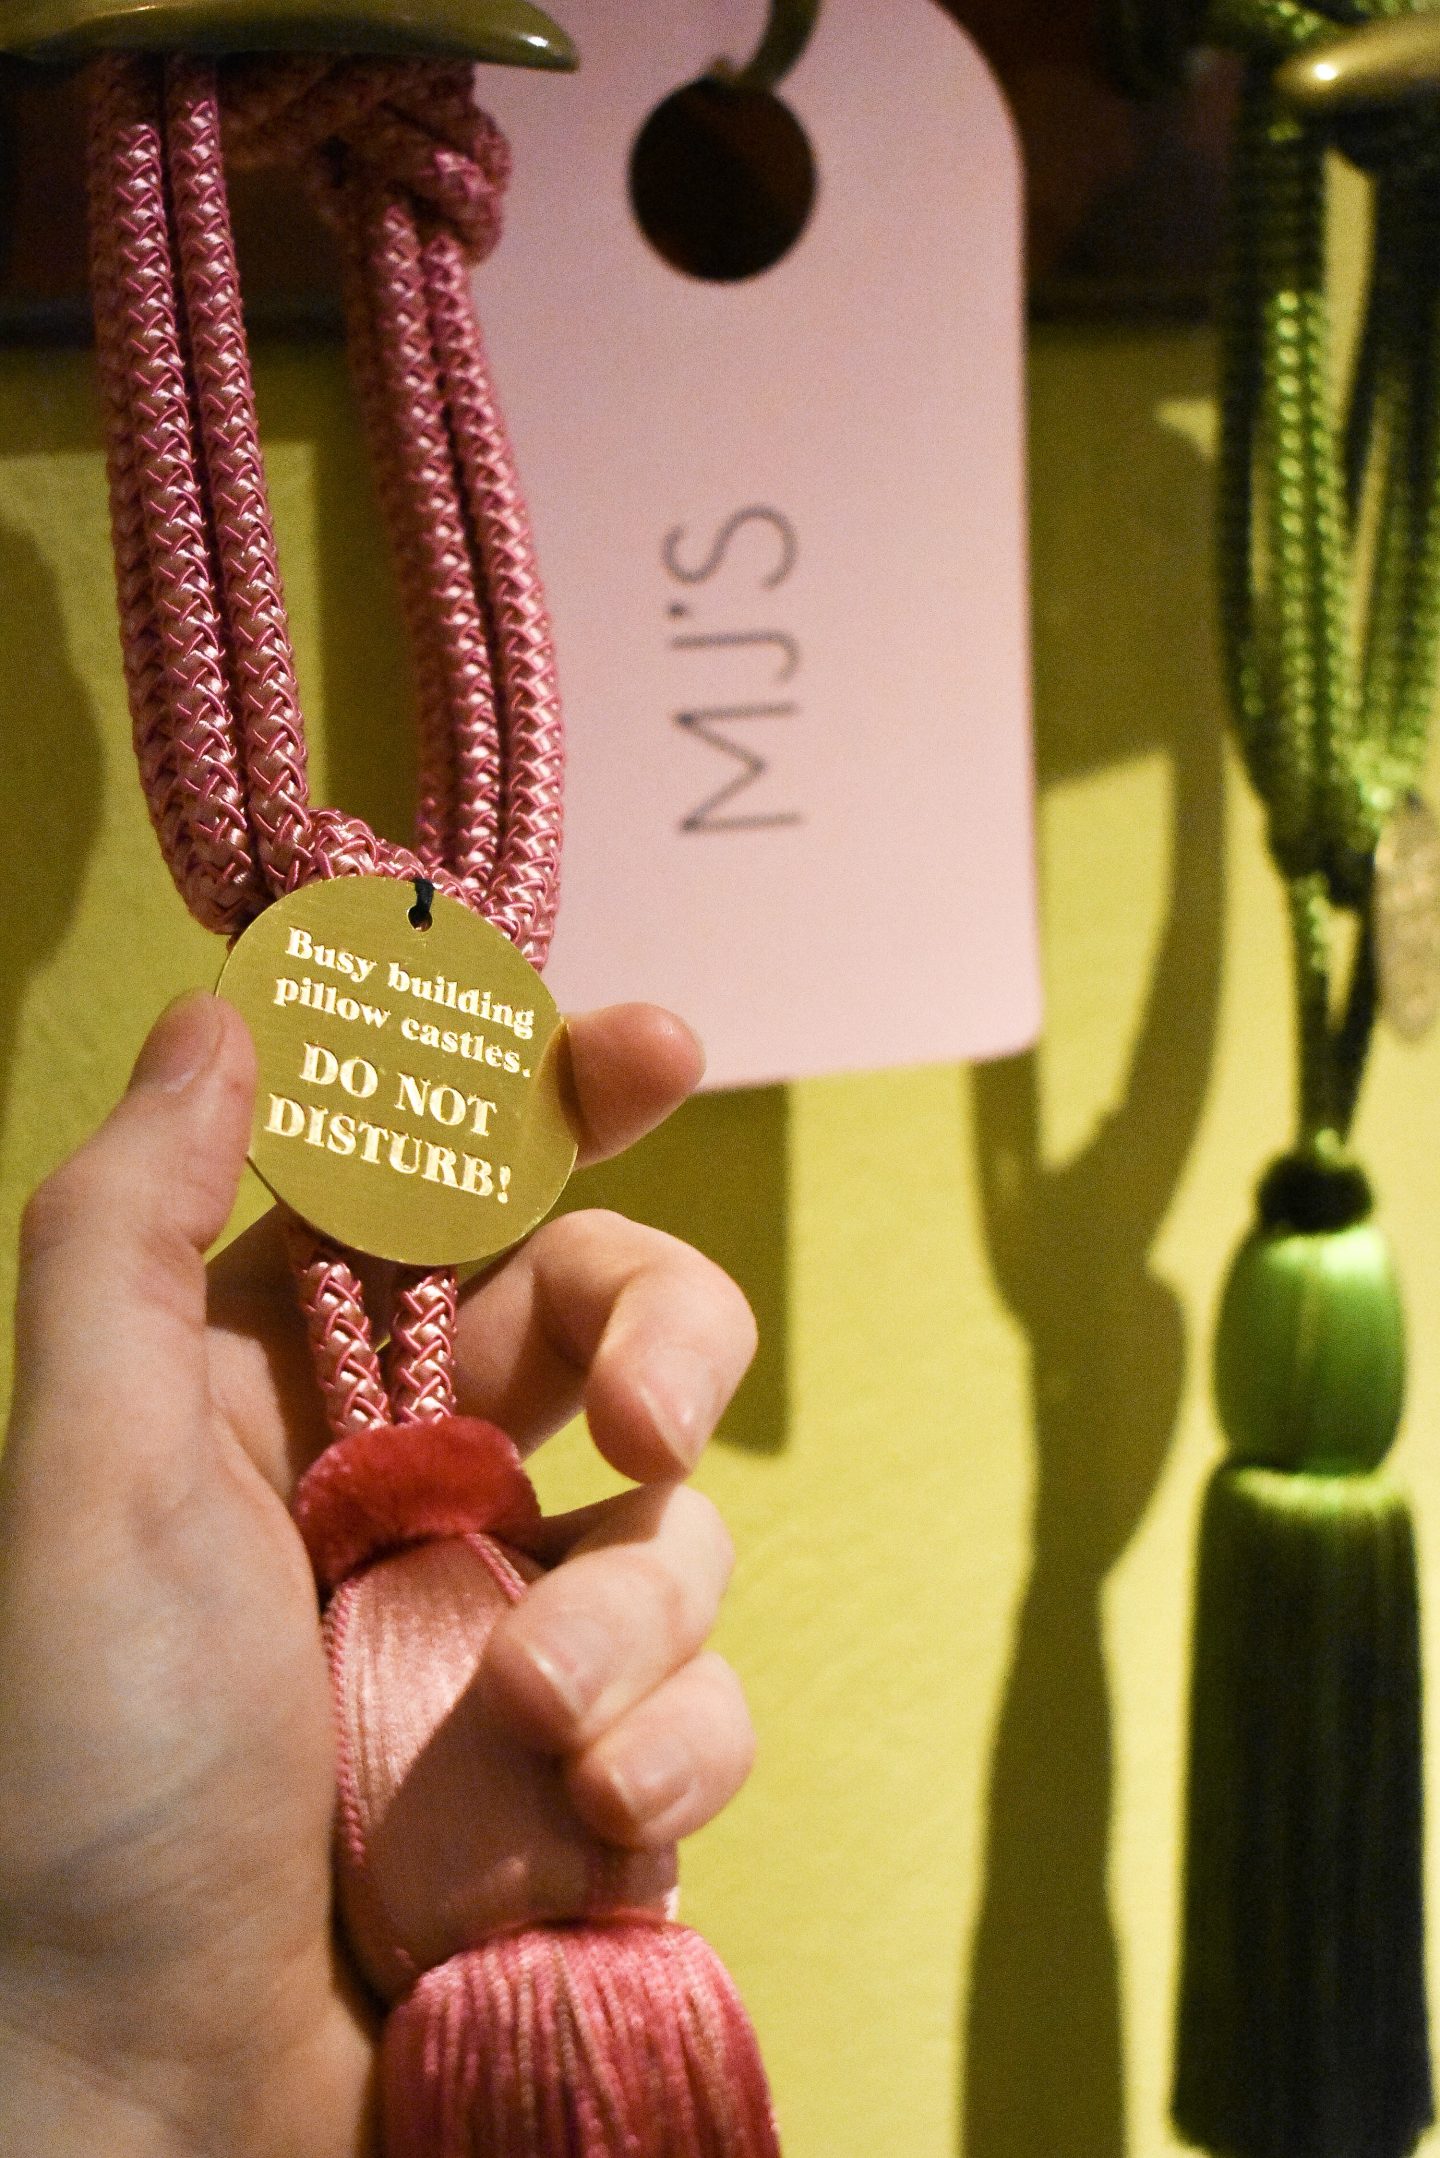 Busy building
pillow castles.
DO NOT
DISTURB!
MJ'S